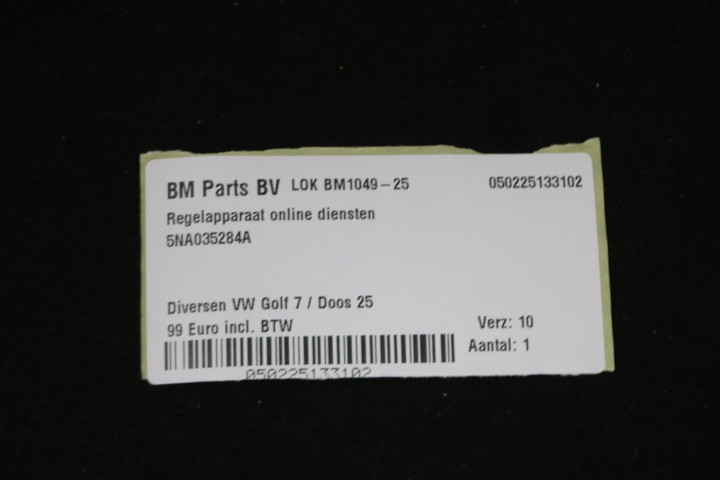 BM Parts BV LOK BM1049-25 050225133102
Regelapparaat online diensten
5NA035284A
Diversen VW Golf 7 / Doos 25
99 Euro incl. BTW Verz: 10
Aantal: 1
050225133102